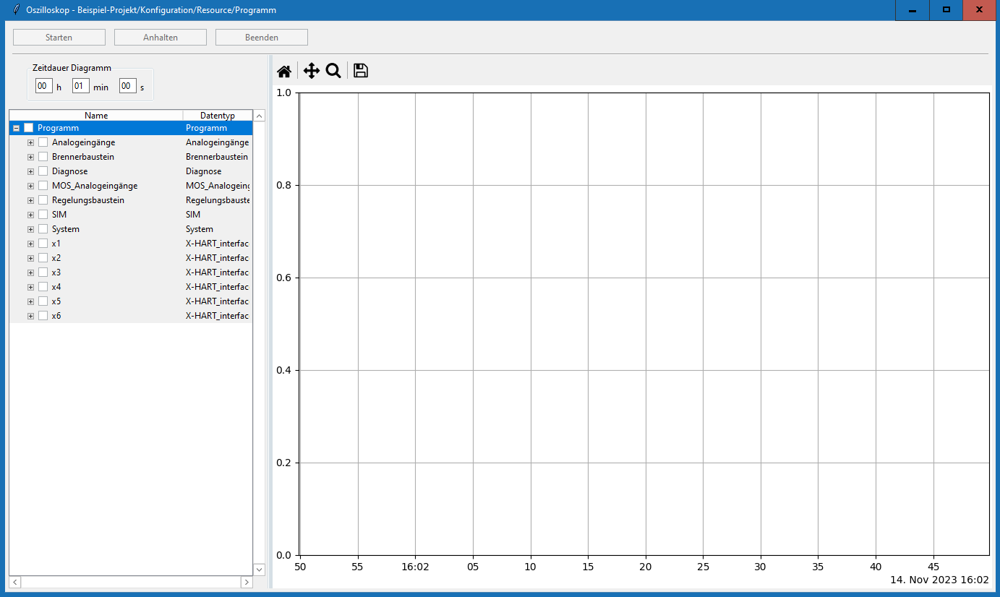 Oszilloskop - Beispiel-Projekt/Konfiguration/Resource/Programm
Starten Anhalten Beenden
Zeitdauer Diagramm
00 h 01 min 00 s
Name Datentyp
Programm Programm
Analogeingänge Analogeingänge
Brennerbaustein Brennerbaustein
Diagnose Diagnose
MOS_Analogeingänge MOS_Analogeing
Regelungsbaustein Regelungsbauste
SIM SIM
System System
x1 X-HART_interfac
x2 X-HART_interfac
x3 X-HART_interfac
x4 X-HART_interfac
x5 X-HART_interfac
x6 X-HART_interfac
1.0
0.8
0.6
0.4
0.2
0.0
50 55 16:02 05 10 15 20 25 30 35 40 45
14. Nov 2023 16:02